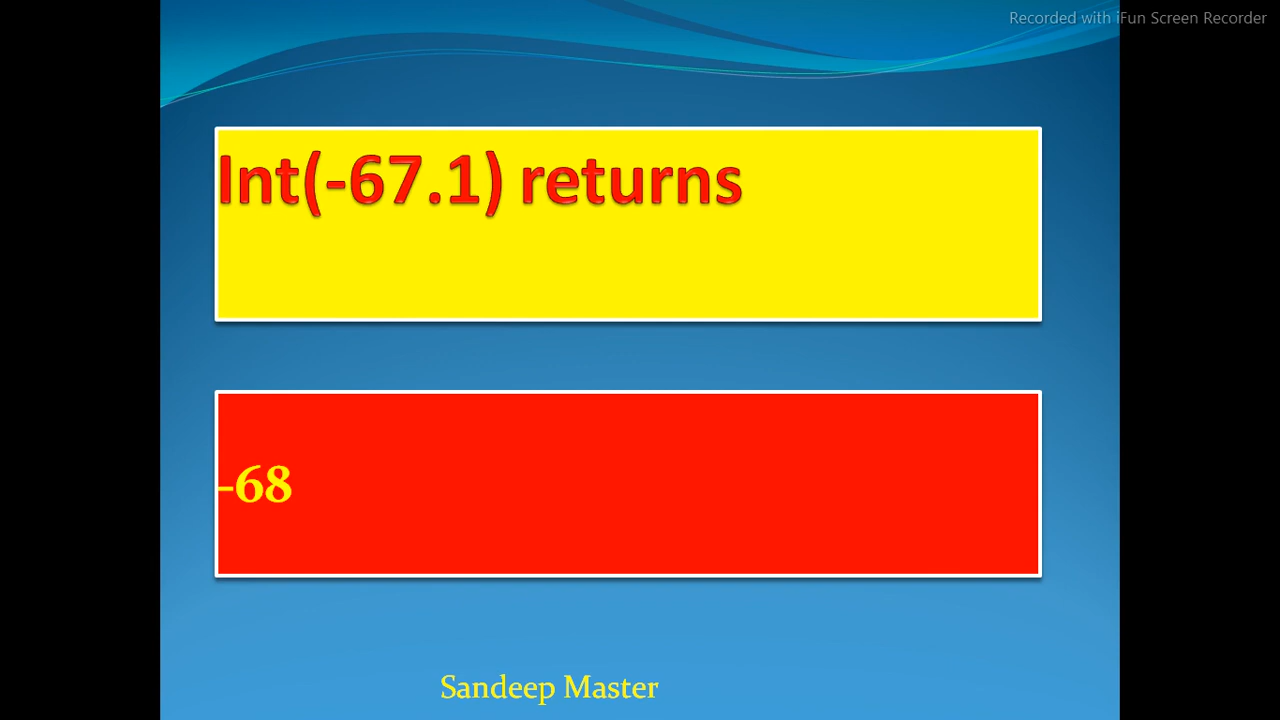 Recorded with iFun Screen Recorder
Int(-67.1) returns
-68
Sandeep Master